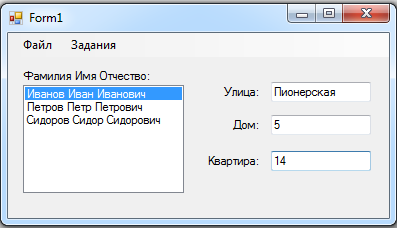 Form1
Файл Задания
Фамилия Имя Отчество:
Иванов Иван Иванович
Петров Петр Петрович
Сидоров Сидор Сидорович
Улица: Пионерская
Дом: 5
Квартира: 14